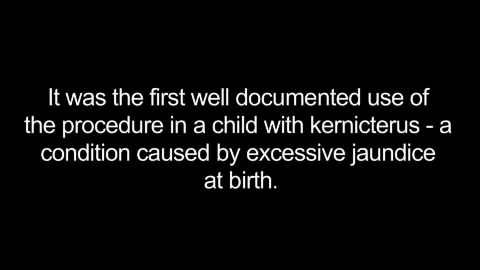 It was the first well documented use of
the procedure in a child with kernicterus - a
condition caused by excessive jaundice
at birth.